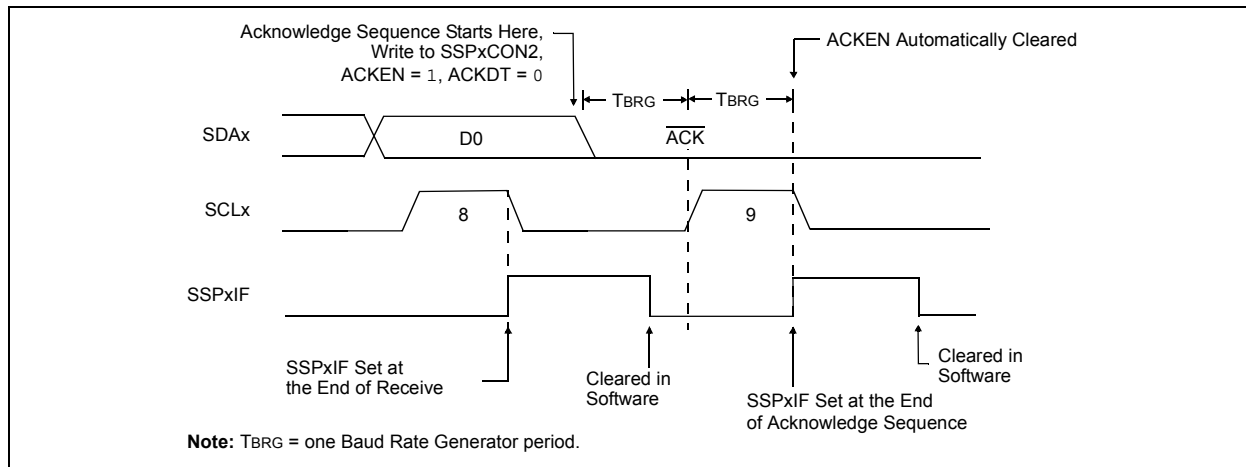 Acknowledge Sequence Starts Here,
Write to SSPxCON2,
ACKEN = 1, ACKDT = 0
ACKEN Automatically Cleared
TBRG
TBRG
SDAx
D0
ACK
SCLx
8
9
SSPxIF
SSPxIF Set at
the End of Receive
Cleared in
Software
SSPxIF Set at the End
of Acknowledge Sequence
Cleared in
Software
Note: TBRG = one Baud Rate Generator period.